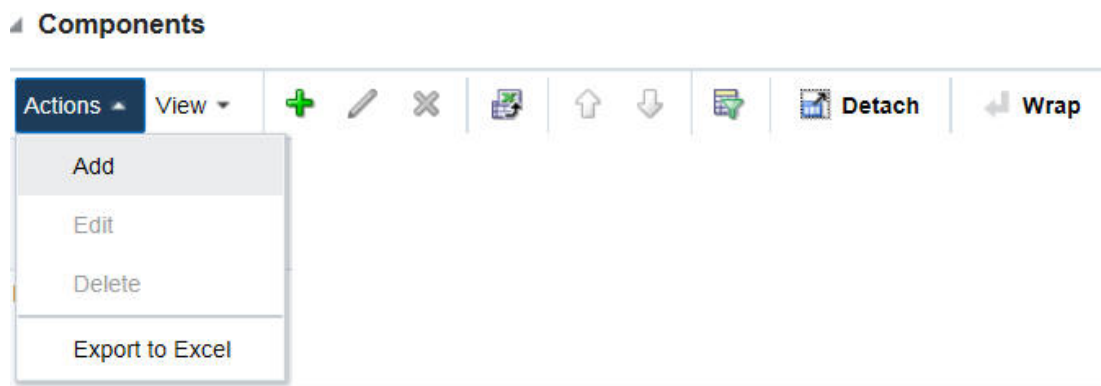 Components
Actions View Detach Wrap
Add
Edit
Delete
Export to Excel